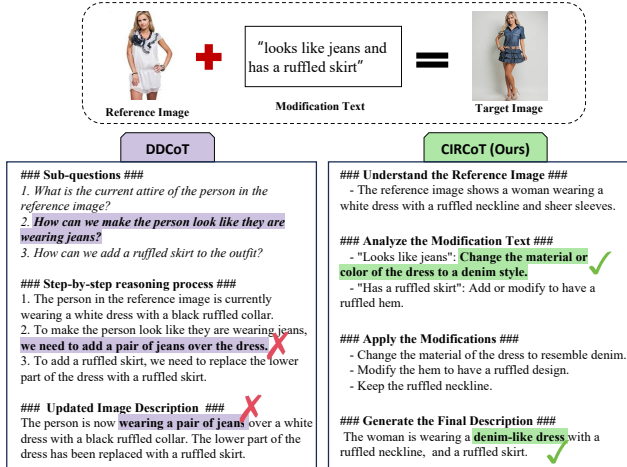 "looks like jeans and
has a ruffled skirt"
Reference Image
Modification Text
Target Image
DDCoT
### Sub-questions ###
1. What is the current attire of the person in the
reference image?
2. How can we make the person look like they are
wearing jeans?
3. How can we add a ruffled skirt to the outfit?
### Step-by-step reasoning process ###
1. The person in the reference image is currently
wearing a white dress with a black ruffled collar.
2. To make the person look like they are wearing jeans,
we need to add a pair of jeans over the dress.
3. To add a ruffled skirt, we need to replace the lower
part of the dress with a ruffled skirt.
### Updated Image Description ###
The person is now wearing a pair of jeans over a white
dress with a black ruffled collar. The lower part of the
dress has been replaced with a ruffled skirt.
CIRCoT (Ours)
### Understand the Reference Image ###
- The reference image shows a woman wearing a
white dress with a ruffled neckline and sheer sleeves.
### Analyze the Modification Text ###
- "Looks like jeans": Change the material or
color of the dress to a denim style.
- "Has a ruffled skirt": Add or modify to have a
ruffled hem.
### Apply the Modifications ###
- Change the material of the dress to resemble denim.
- Modify the hem to have a ruffled design.
- Keep the ruffled neckline.
### Generate the Final Description ###
The woman is wearing a denim-like dress with a
ruffled neckline, and a ruffled skirt.